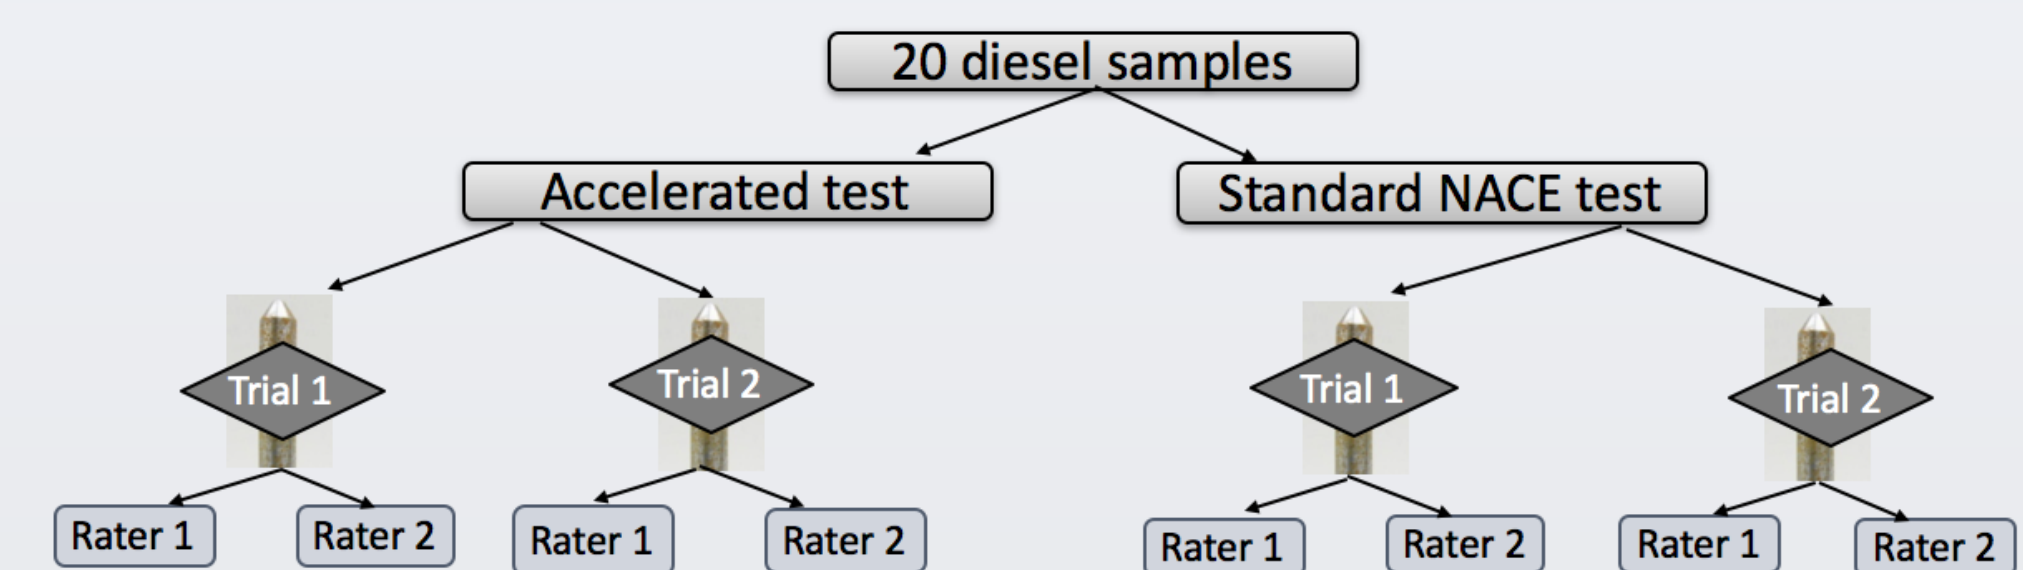 20 diesel samples
Accelerated test
Standard NACE test
Trial 1
Trial 2
Trial 1
Trial 2
Rater 1
Rater 2
Rater 1
Rater 2
Rater 1
Rater 2
Rater 1
Rater 2